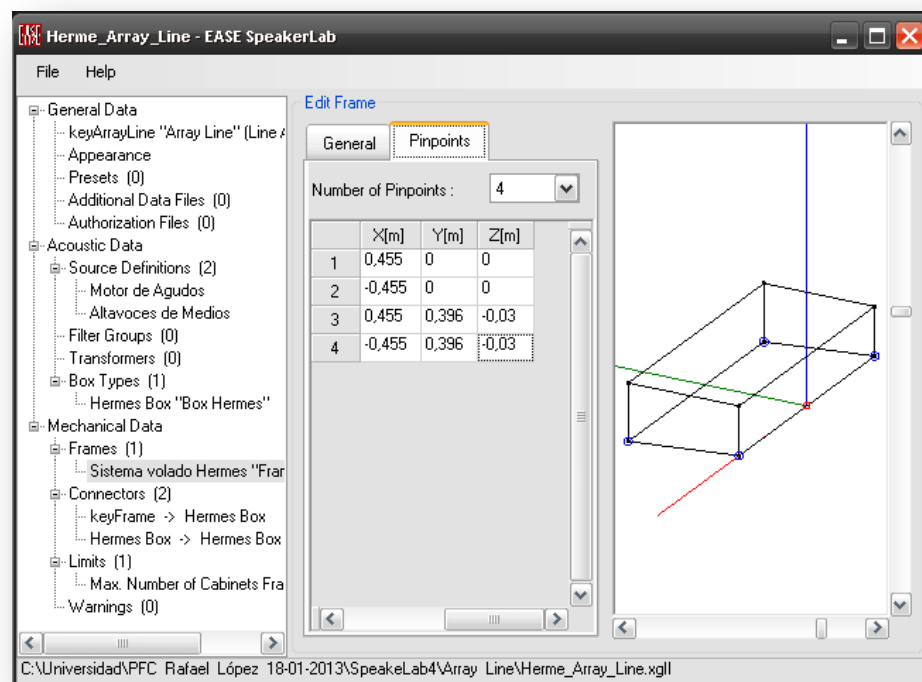 EASE Herme_Array_Line - EASE SpeakerLab
File Help
General Data
keyArrayLine "Array Line" (Line A
Appearance
Presets (0)
Additional Data Files (0)
Authorization Files (0)
Acoustic Data
Source Definitions (2)
Motor de Agudos
Altavoces de Medios
Filter Groups (0)
Transformers (0)
Box Types (1)
Hermes Box "Box Hermes"
Mechanical Data
Frames (1)
Sistema volado Hermes "Fran
Connectors (2)
keyFrame -> Hermes Box
Hermes Box -> Hermes Box
Limits (1)
Max. Number of Cabinets Fra
Warnings (0)
Edit Frame
General Pinpoints
Number of Pinpoints : 4
X[m] Y[m] Z[m]
1 0,455 0 0
2 -0,455 0 0
3 0,455 0,396 -0,03
4 -0,455 0,396 -0,03
C:\Universidad\PFC Rafael López 18-01-2013\SpeakeLab4\Array Line\Herme_Array_Line.xgll